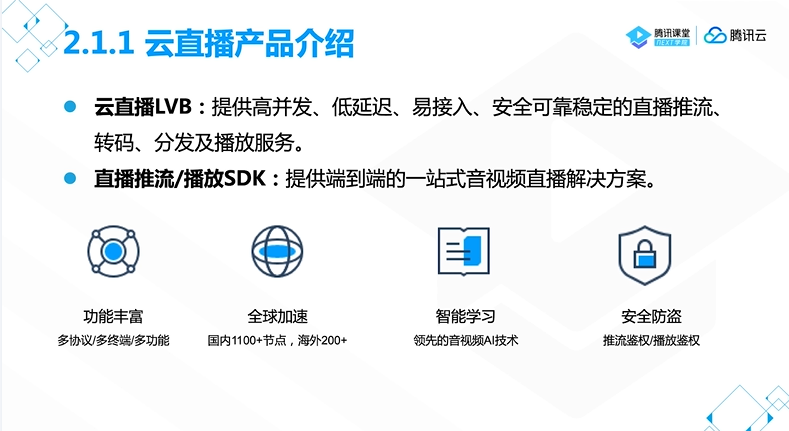 2.1.1 云直播产品介绍
腾讯课堂
NEXT学院
腾讯云
云直播LVB：提供高并发、低延迟、易接入、安全可靠稳定的直播推流、
转码、分发及播放服务。
直播推流/播放SDK：提供端到端的一站式音视频直播解决方案。
功能丰富 全球加速 智能学习 安全防盗
多协议/多终端/多功能 国内1100+节点，海外200+ 领先的音视频AI技术 推流鉴权/播放鉴权